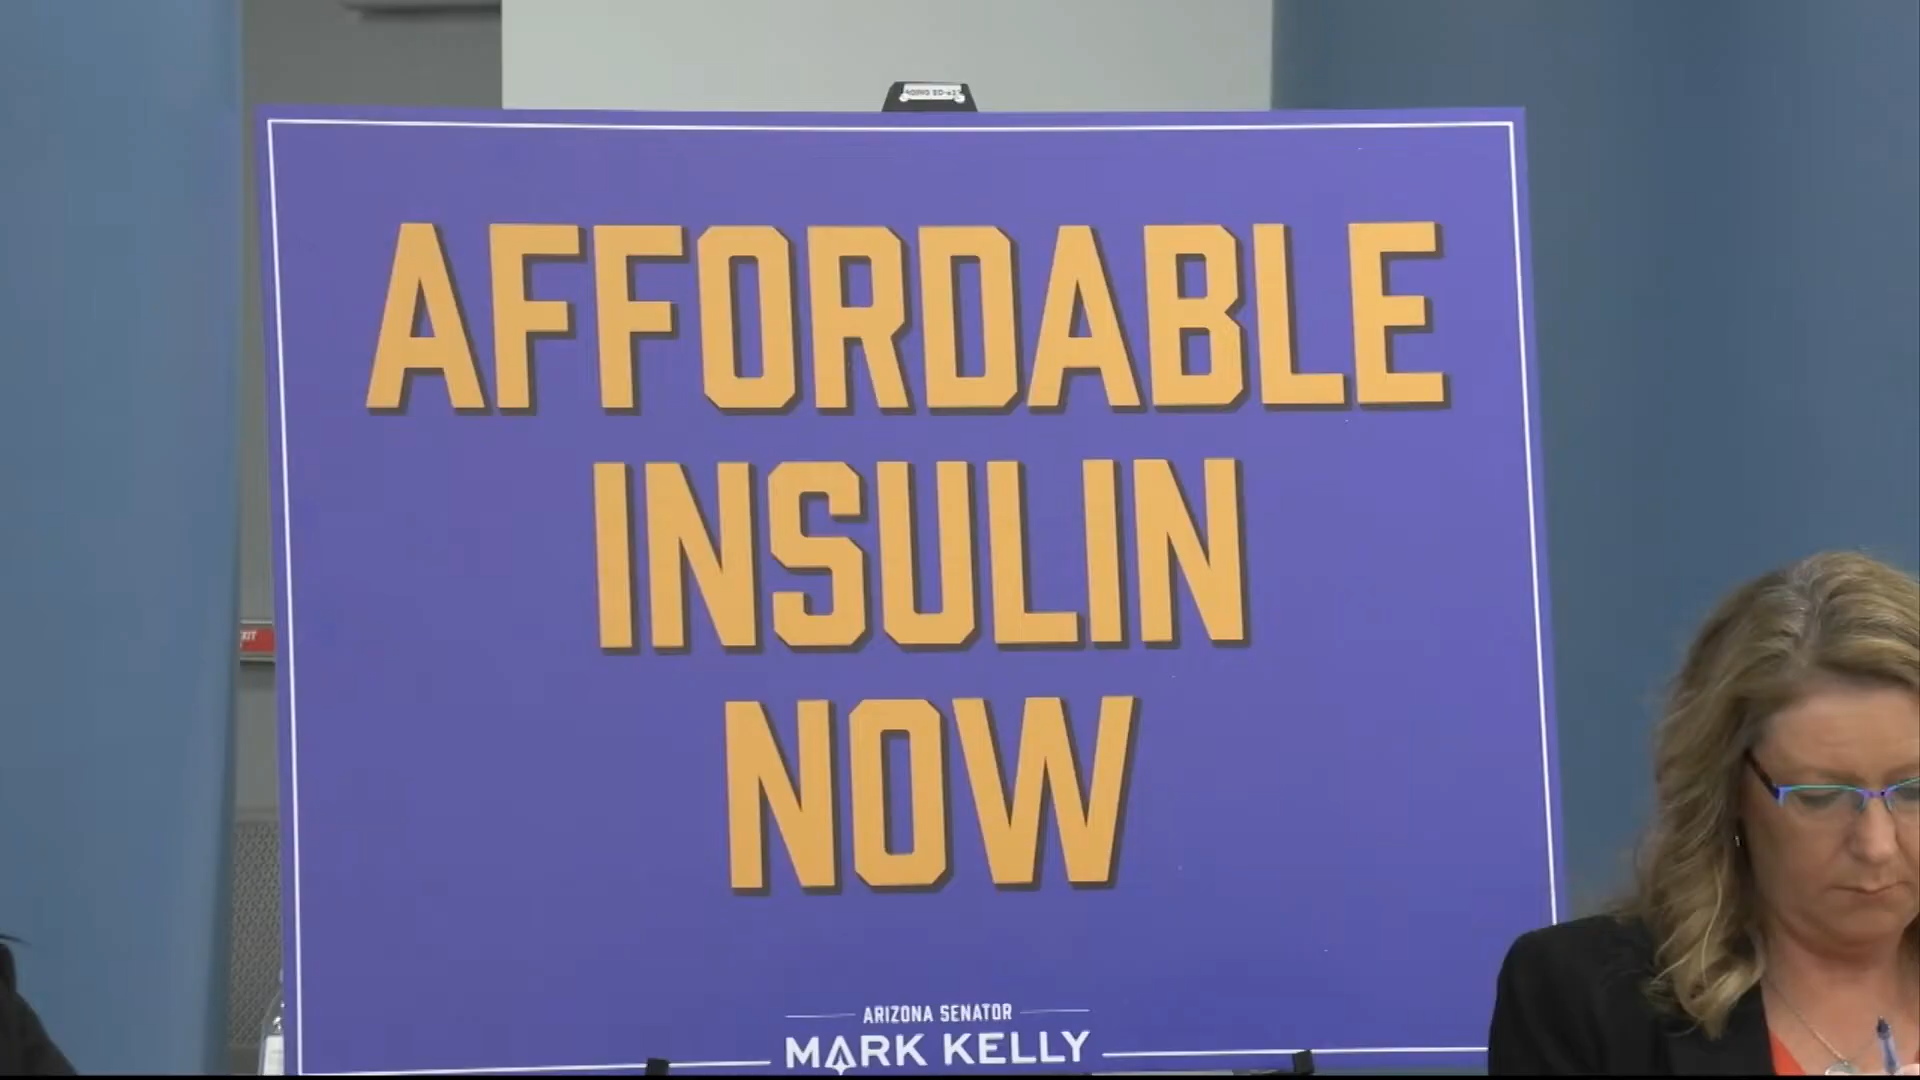 AFFORDABLE
INSULIN
NOW
ARIZONA SENATOR
MARK KELLY